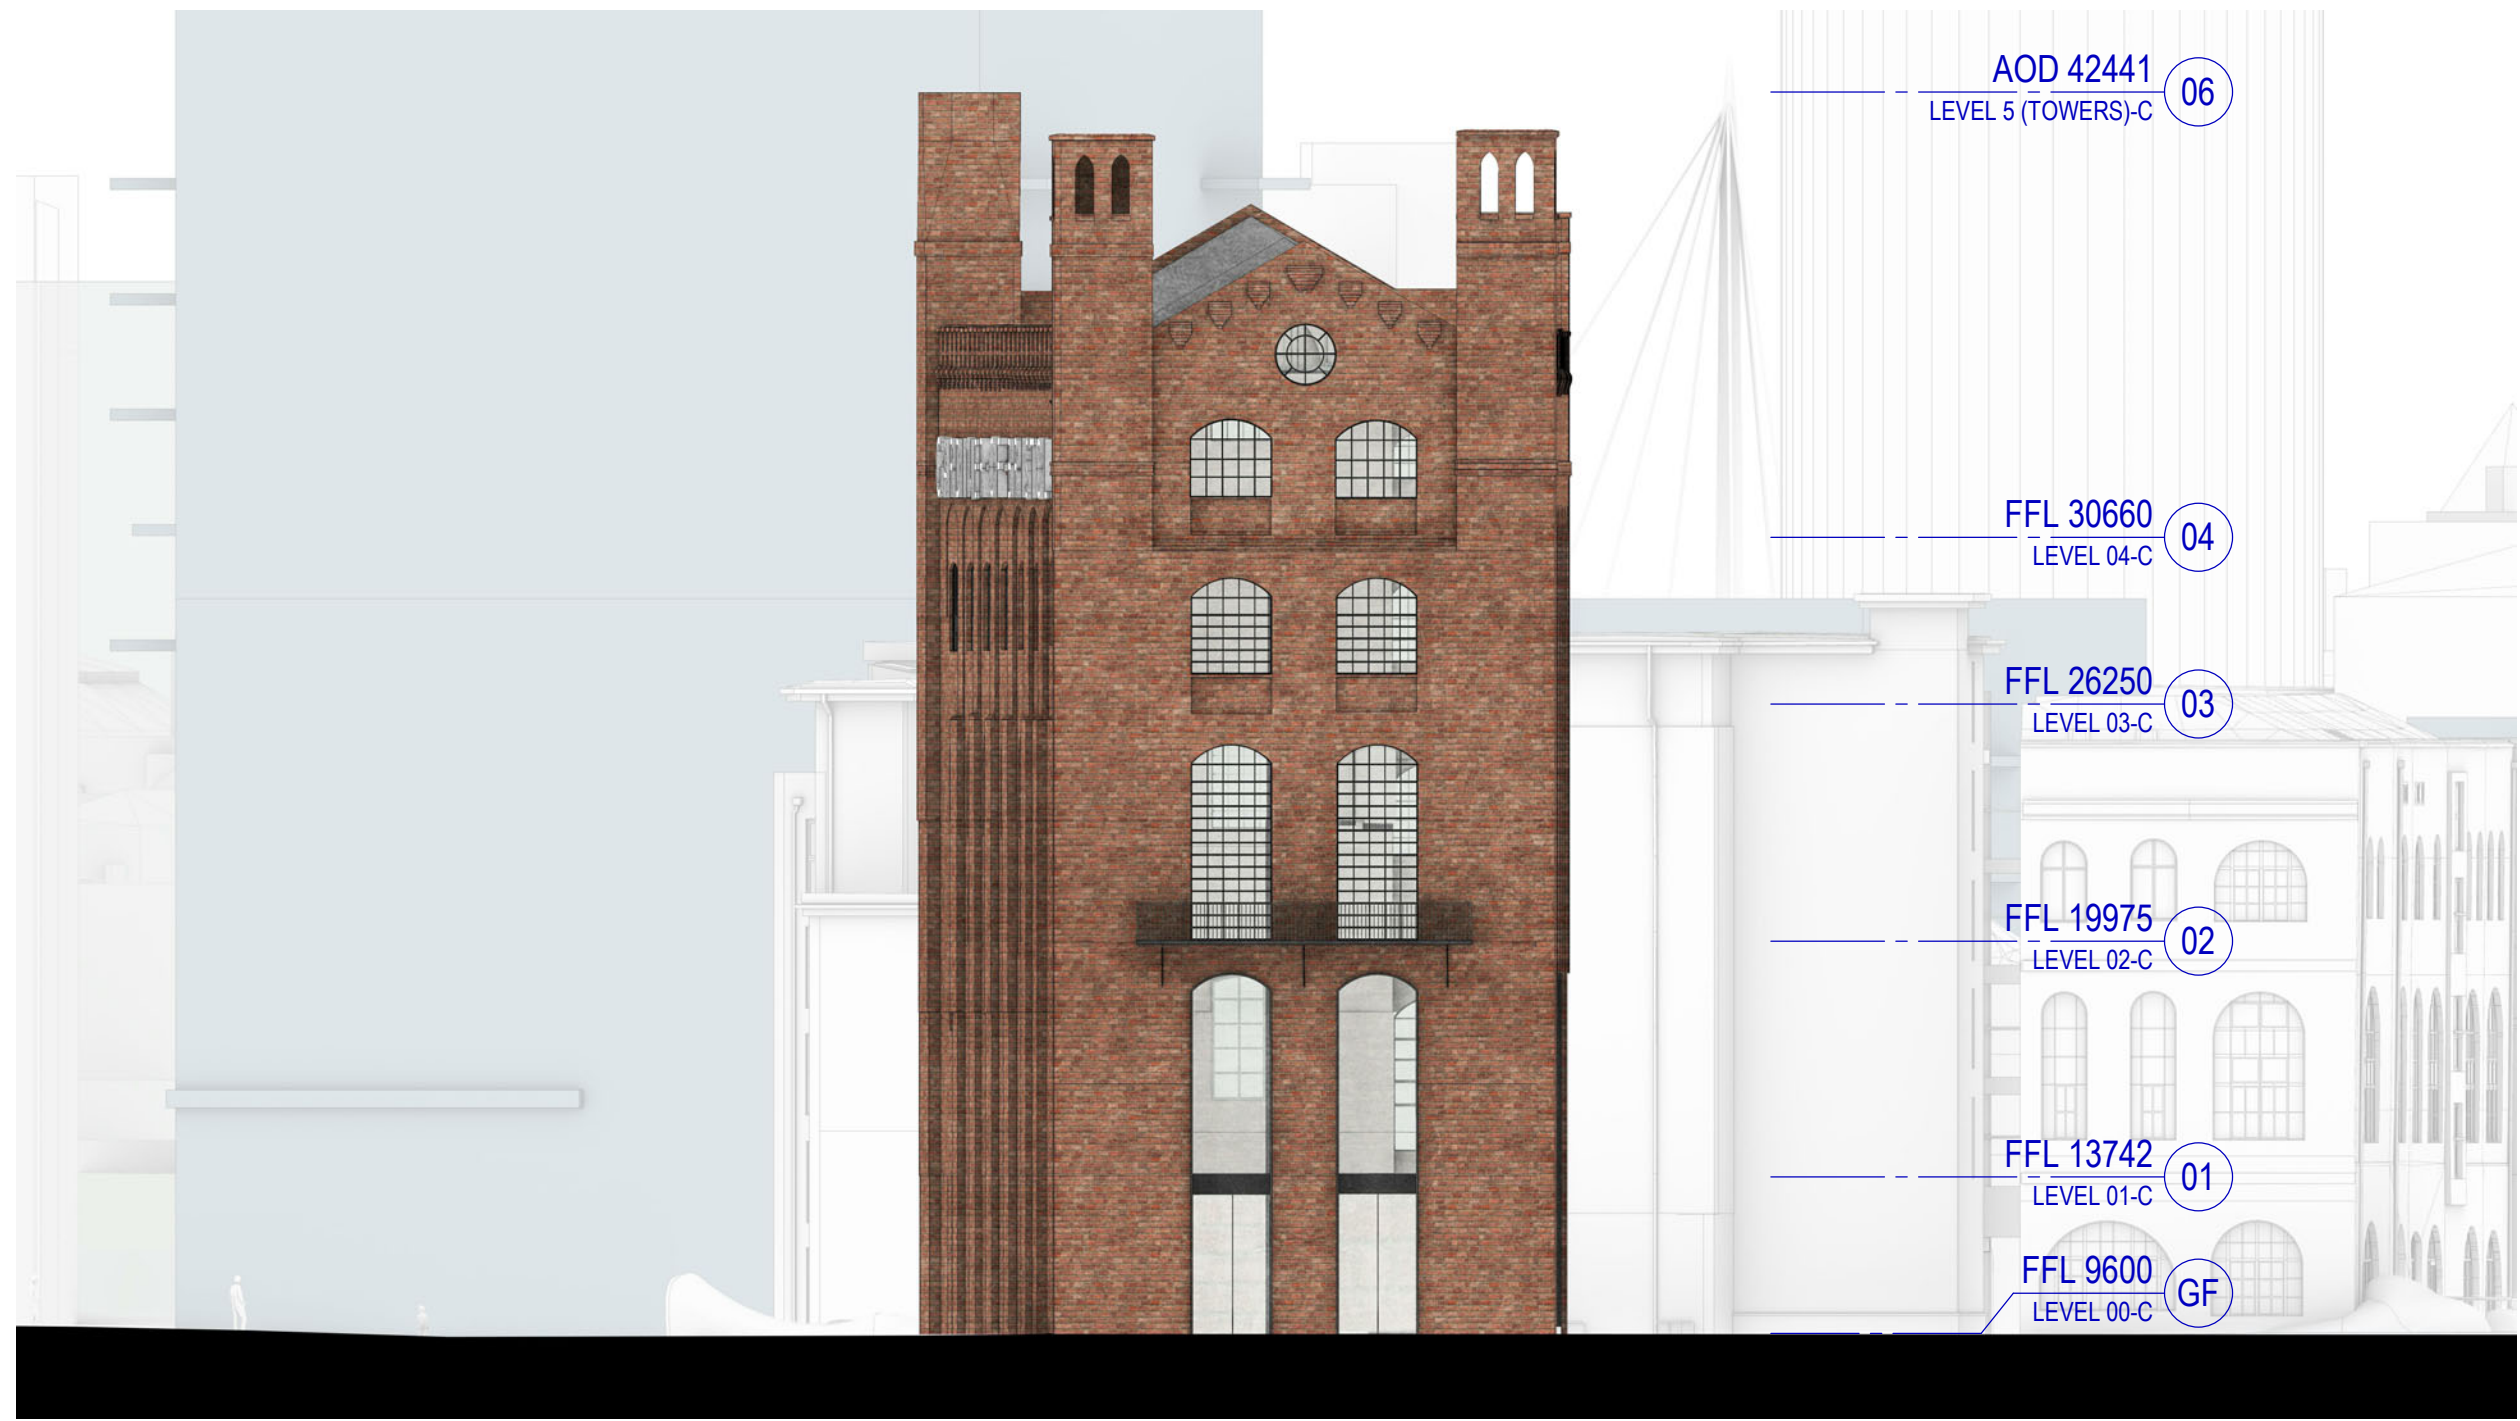 AOD 42441
06
LEVEL 5 (TOWERS)-C
FFL 30660
04
LEVEL 04-C
FFL 26250
03
LEVEL 03-C
FFL 19975
02
LEVEL 02-C
FFL 13742
01
LEVEL 01-C
FFL 9600
GF
LEVEL 00-C